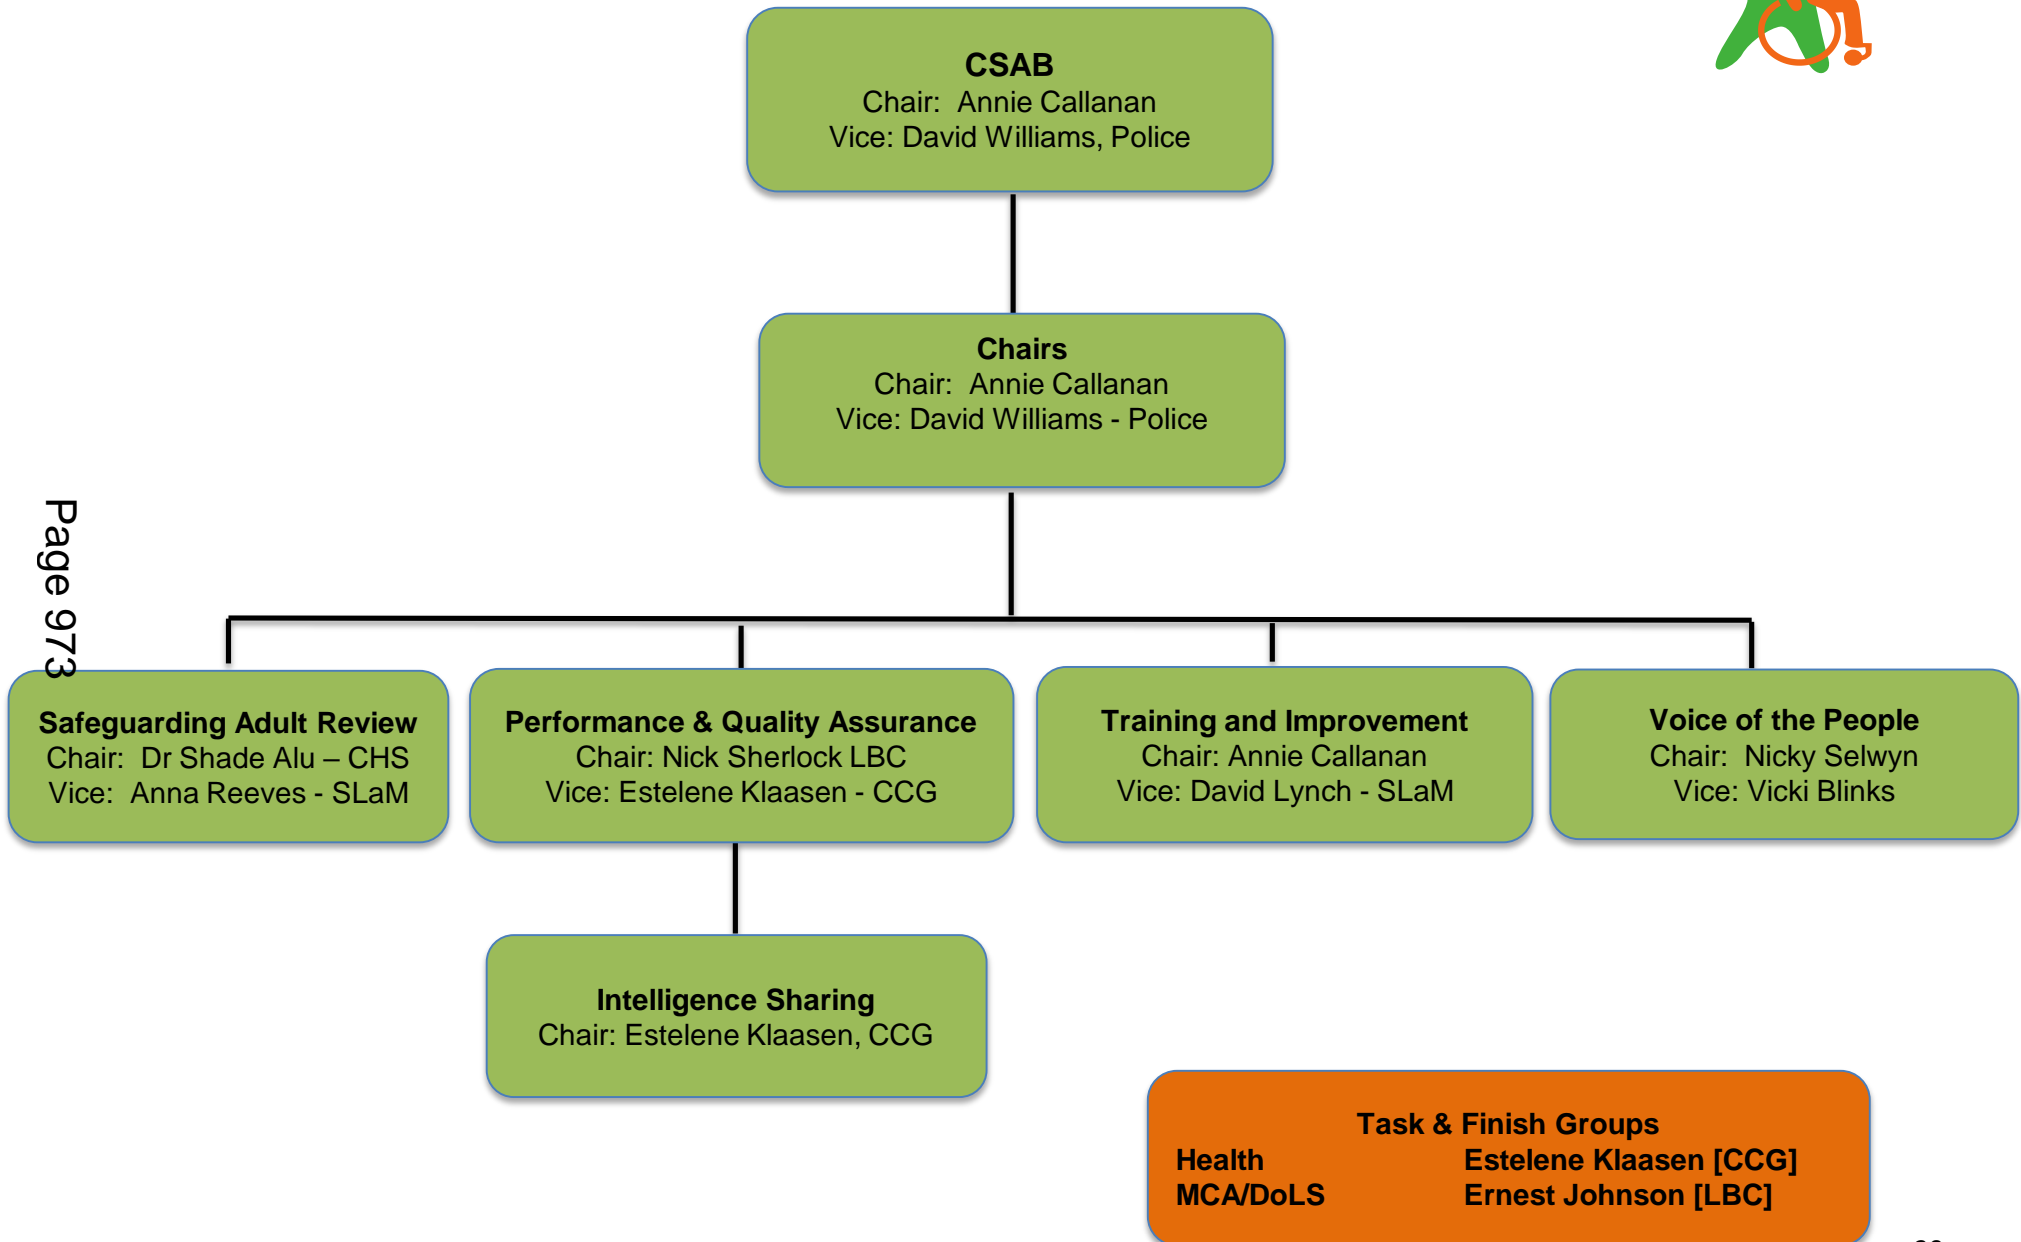 CSAB
Chair: Annie Callanan
Vice: David Williams, Police
Chairs
Chair: Annie Callanan
Vice: David Williams - Police
Page 973
Safeguarding Adult Review
Chair: Dr Shade Alu – CHS
Vice: Anna Reeves - SLaM
Performance & Quality Assurance
Chair: Nick Sherlock LBC
Vice: Estelene Klaasen - CCG
Training and Improvement
Chair: Annie Callanan
Vice: David Lynch - SLaM
Voice of the People
Chair: Nicky Selwyn
Vice: Vicki Blinks
Intelligence Sharing
Chair: Estelene Klaasen, CCG
Task & Finish Groups
Health Estelene Klaasen [CCG]
MCA/DoLS Ernest Johnson [LBC]